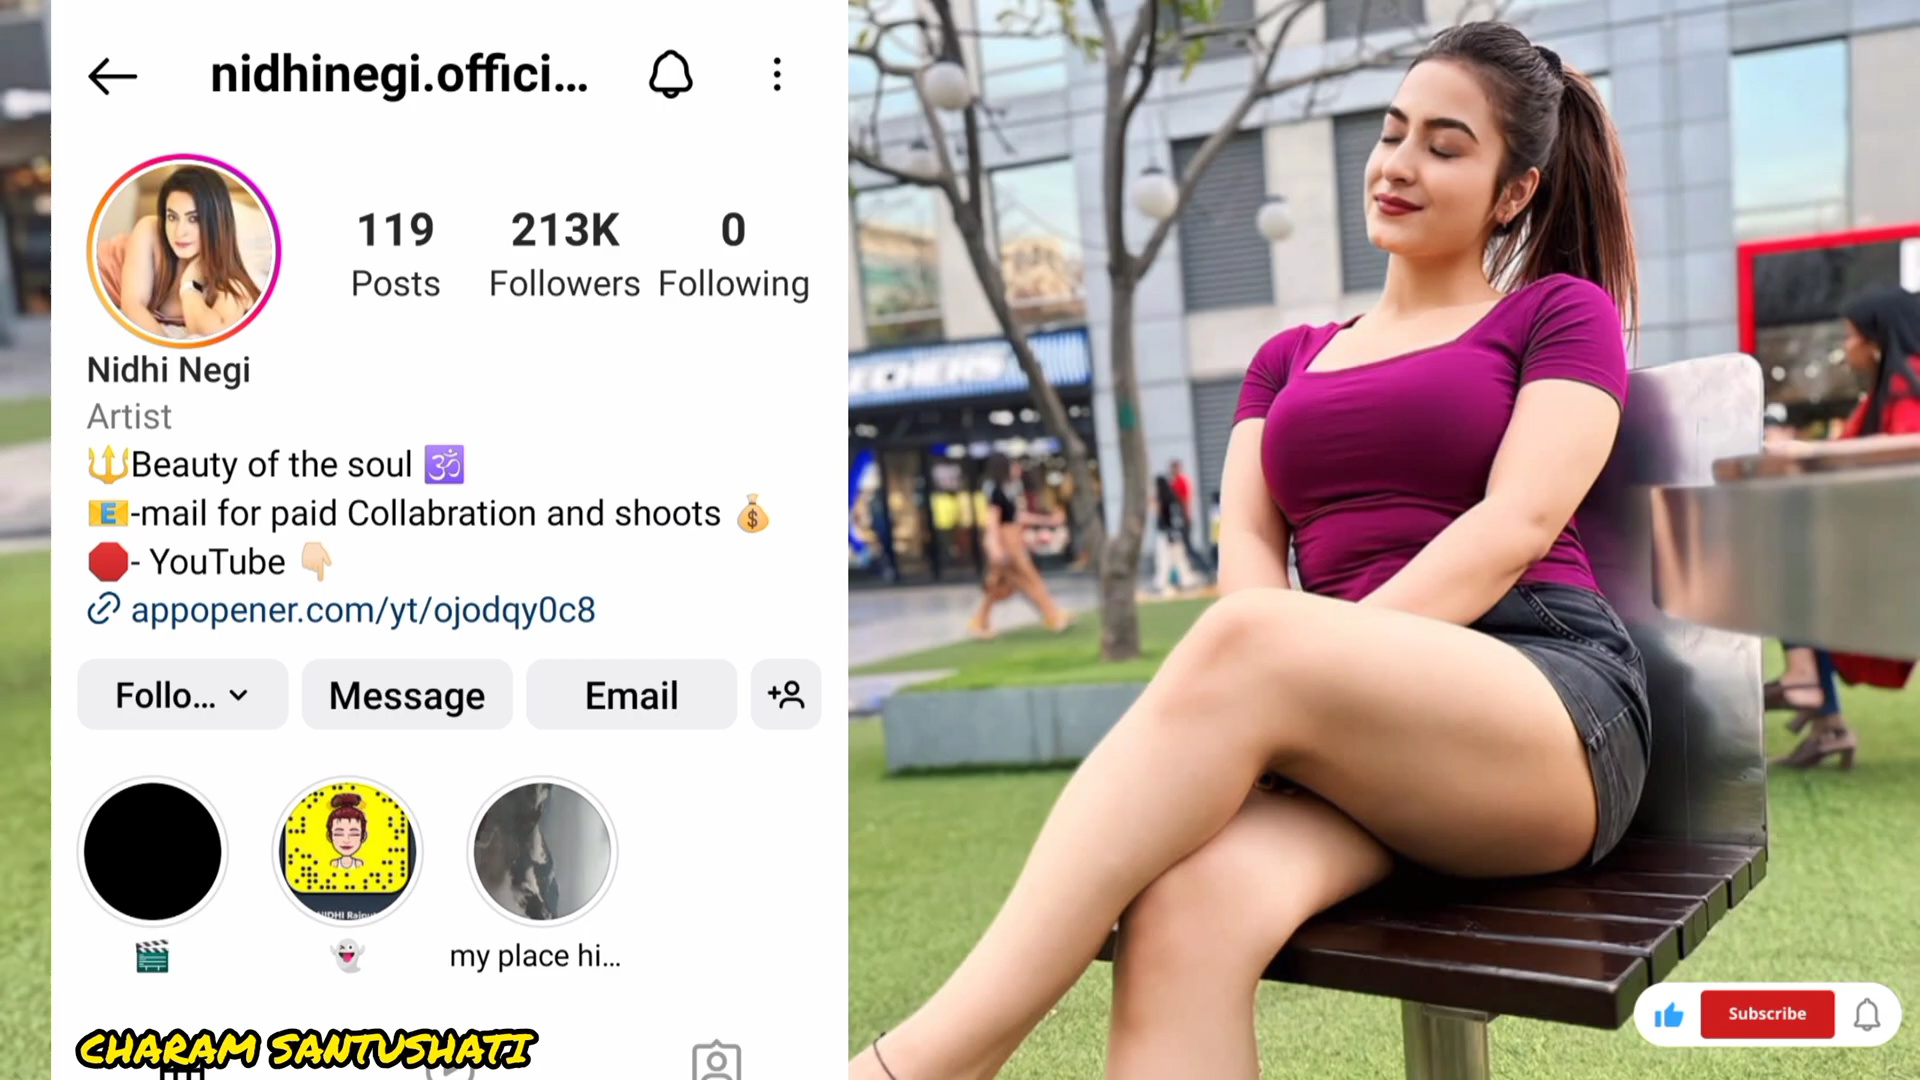 nidhinegi.offici...
119
213K
0
Posts
Followers
Following
Nidhi Negi
Artist
🔱Beauty of the soul 🕉
📧-mail for paid Collabration and shoots 💰
🛑- YouTube 👇🏻
appopener.com/yt/ojodqy0c8
Follo...
Message
Email
my place hi...
CHARAM SANTUSHATI
Subscribe